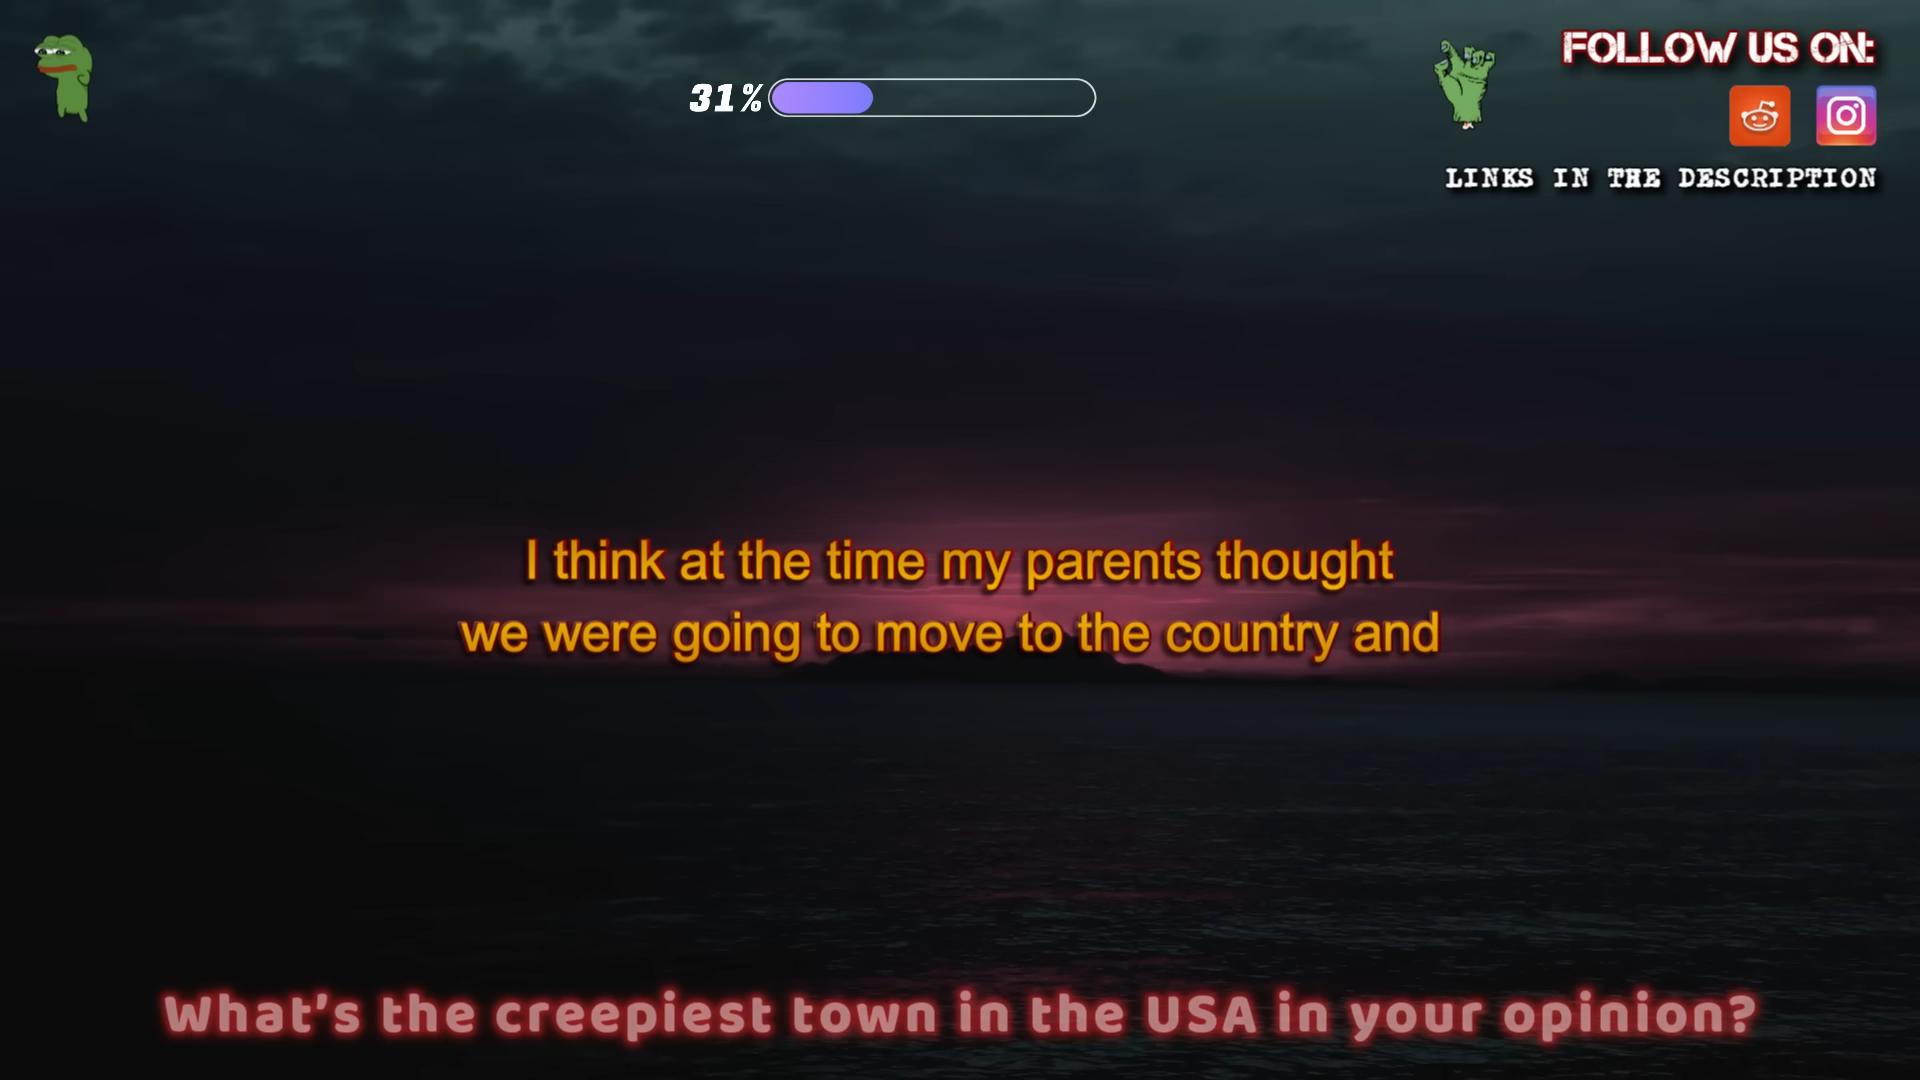 31%
FOLLOW US ON:
LINKS IN THE DESCRIPTION
I think at the time my parents thought
we were going to move to the country and
What's the creepiest town in the USA in your opinion?